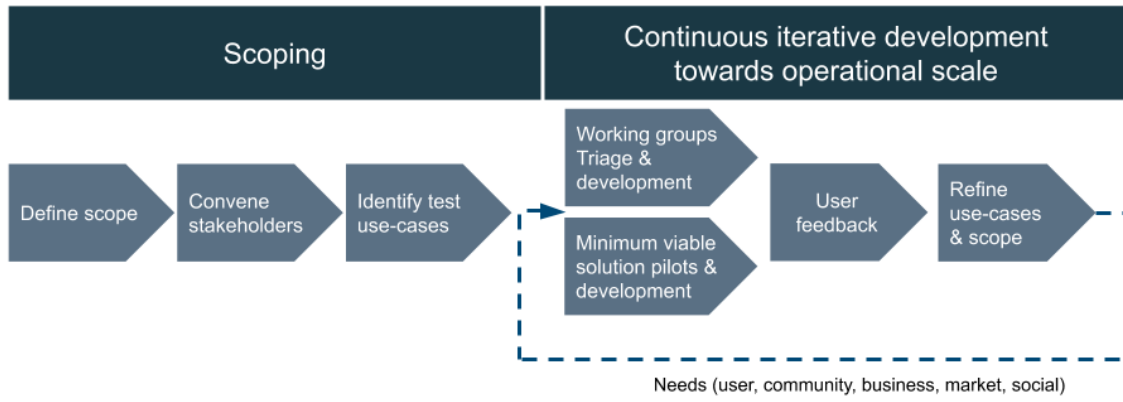 Scoping
Continuous iterative development
towards operational scale
Define scope
Convene
stakeholders
Identify test
use-cases
Working groups
Triage &
development
Minimum viable
solution pilots &
development
User
feedback
Refine
use-cases
& scope
Needs (user, community, business, market, social)